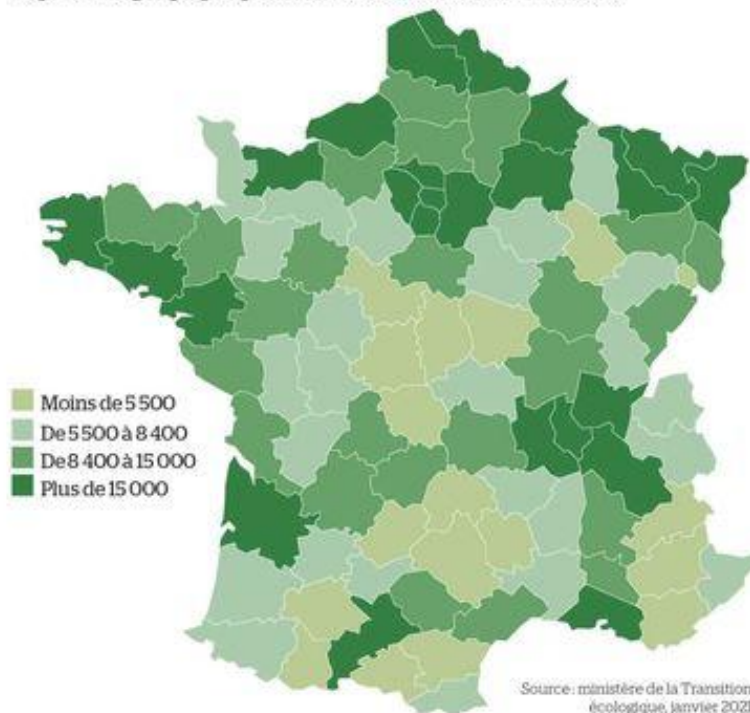 Moins de 5 500
De 5 500 à 8 400
De 8 400 à 15 000
Plus de 15 000
Source : ministère de la Transition
écologique, janvier